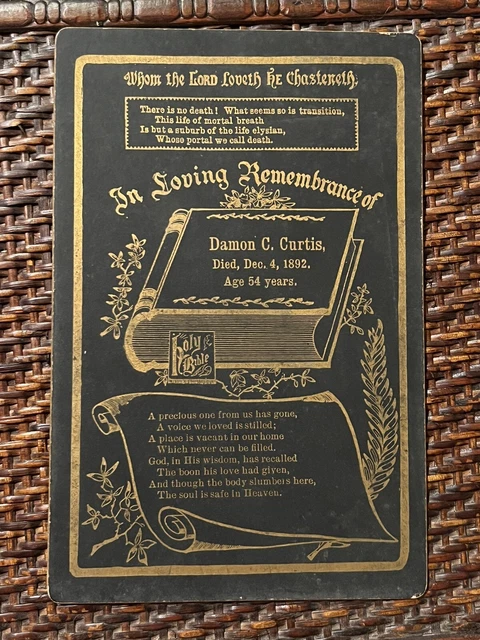 Whom the LORD Loveth HE Chasteneth.
There is no death! What seems so is transition,
This life of mortal breath
Is but a suburb of the life elysian,
Whose portal we call death.
In Loving Remembrance of
Damon C. Curtis,
Died, Dec. 4, 1892.
Age 54 years.
Holy
Bible
A precious one from us has gone,
A voice we loved is stilled;
A place is vacant in our home
Which never can be filled.
God, in His wisdom, has recalled
The boon his love had given,
And though the body slumbers here,
The soul is safe in Heaven.